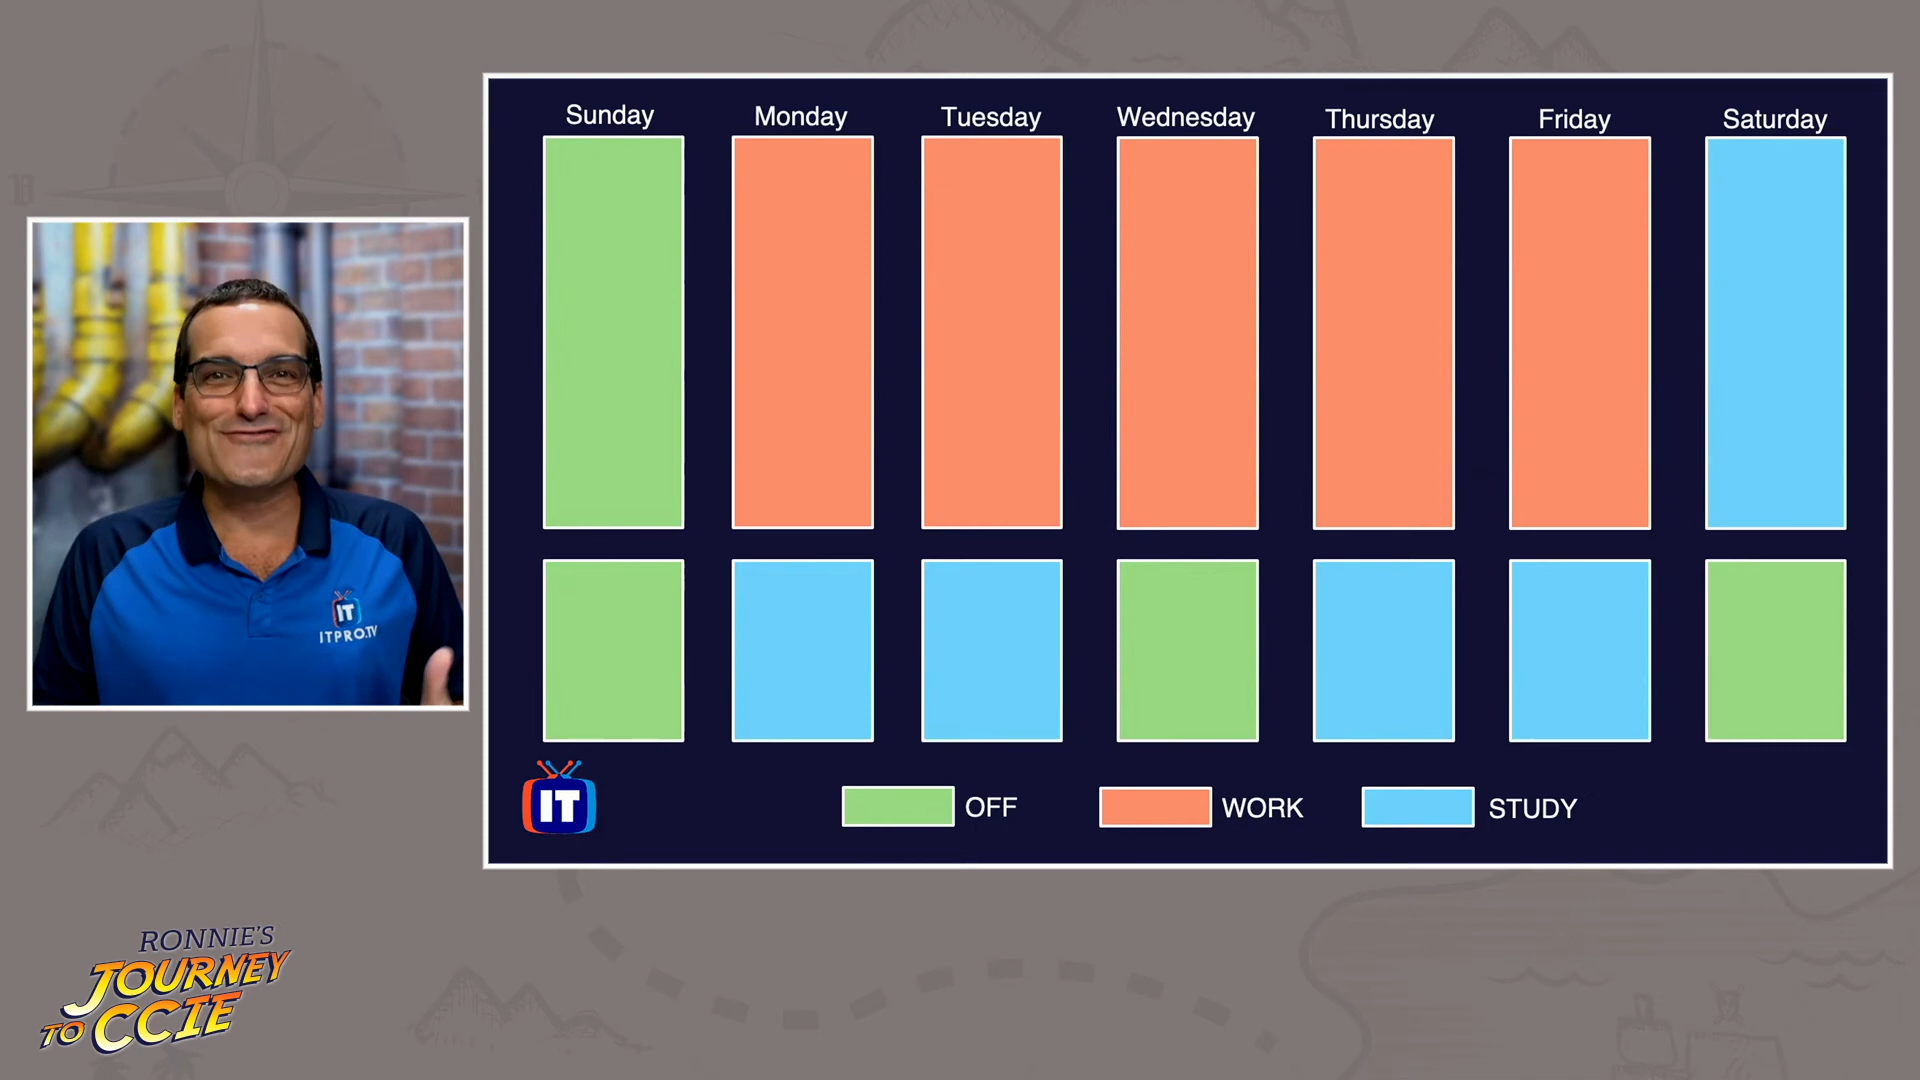 Sunday Monday Tuesday Wednesday Thursday Friday Saturday
IT
ITPRO.TV
IT
OFF WORK STUDY
RONNIE'S
JOURNEY
TO CCIE